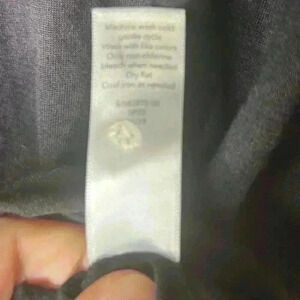 Machine wash cold
gentle cycle
Wash with like colors
Only non-chlorine
bleach when needed
Dry flat
Cool iron as needed